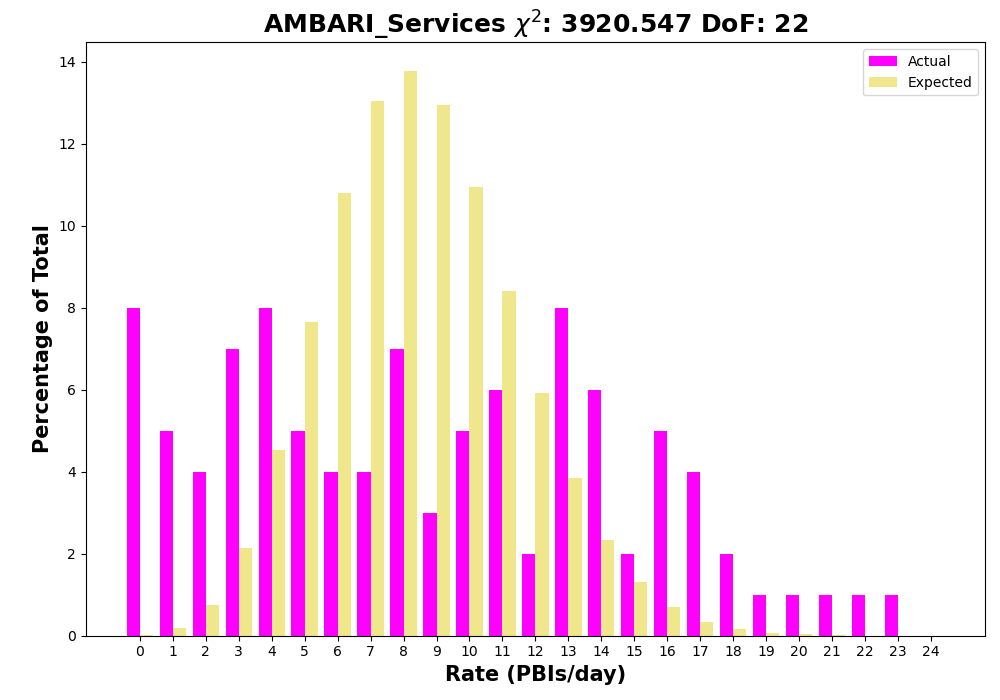 AMBARI_Services χ²: 3920.547 DoF: 22
Actual
Expected
Percentage of Total
14
12
10
8
6
4
2
0
0 1 2 3 4 5 6 7 8 9 10 11 12 13 14 15 16 17 18 19 20 21 22 23 24
Rate (PBIs/day)